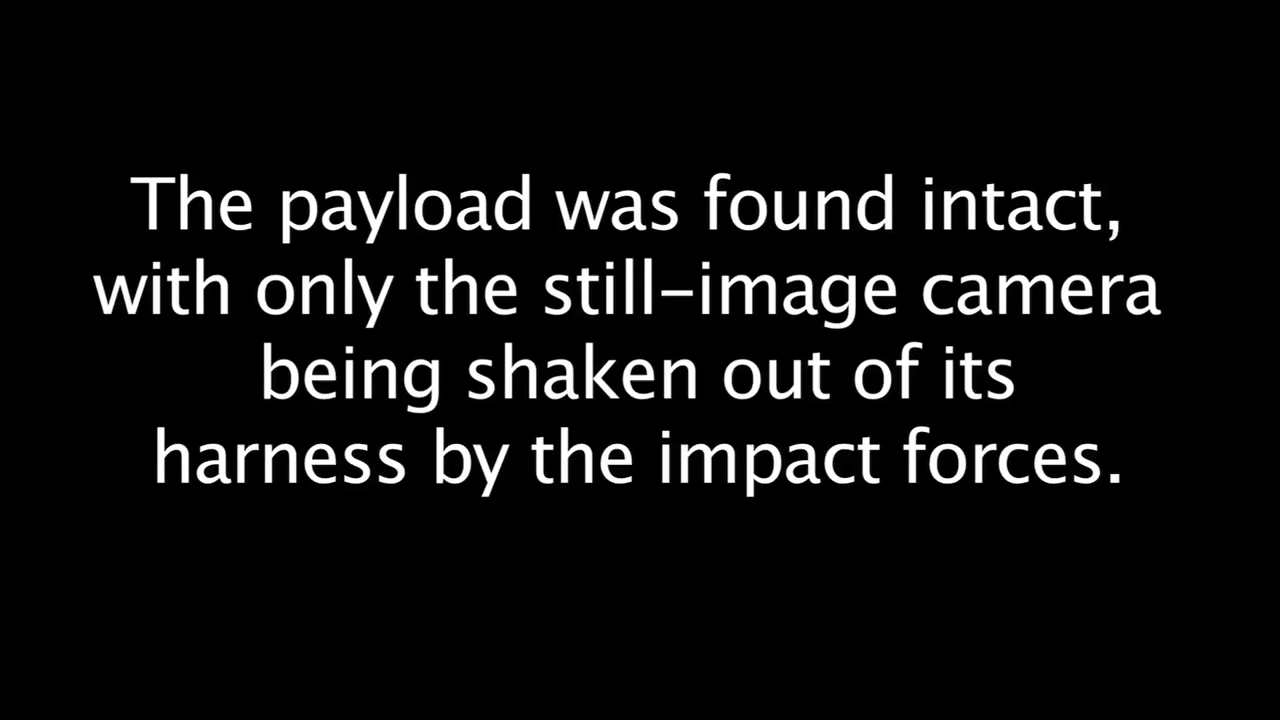 The payload was found intact,
with only the still-image camera
being shaken out of its
harness by the impact forces.